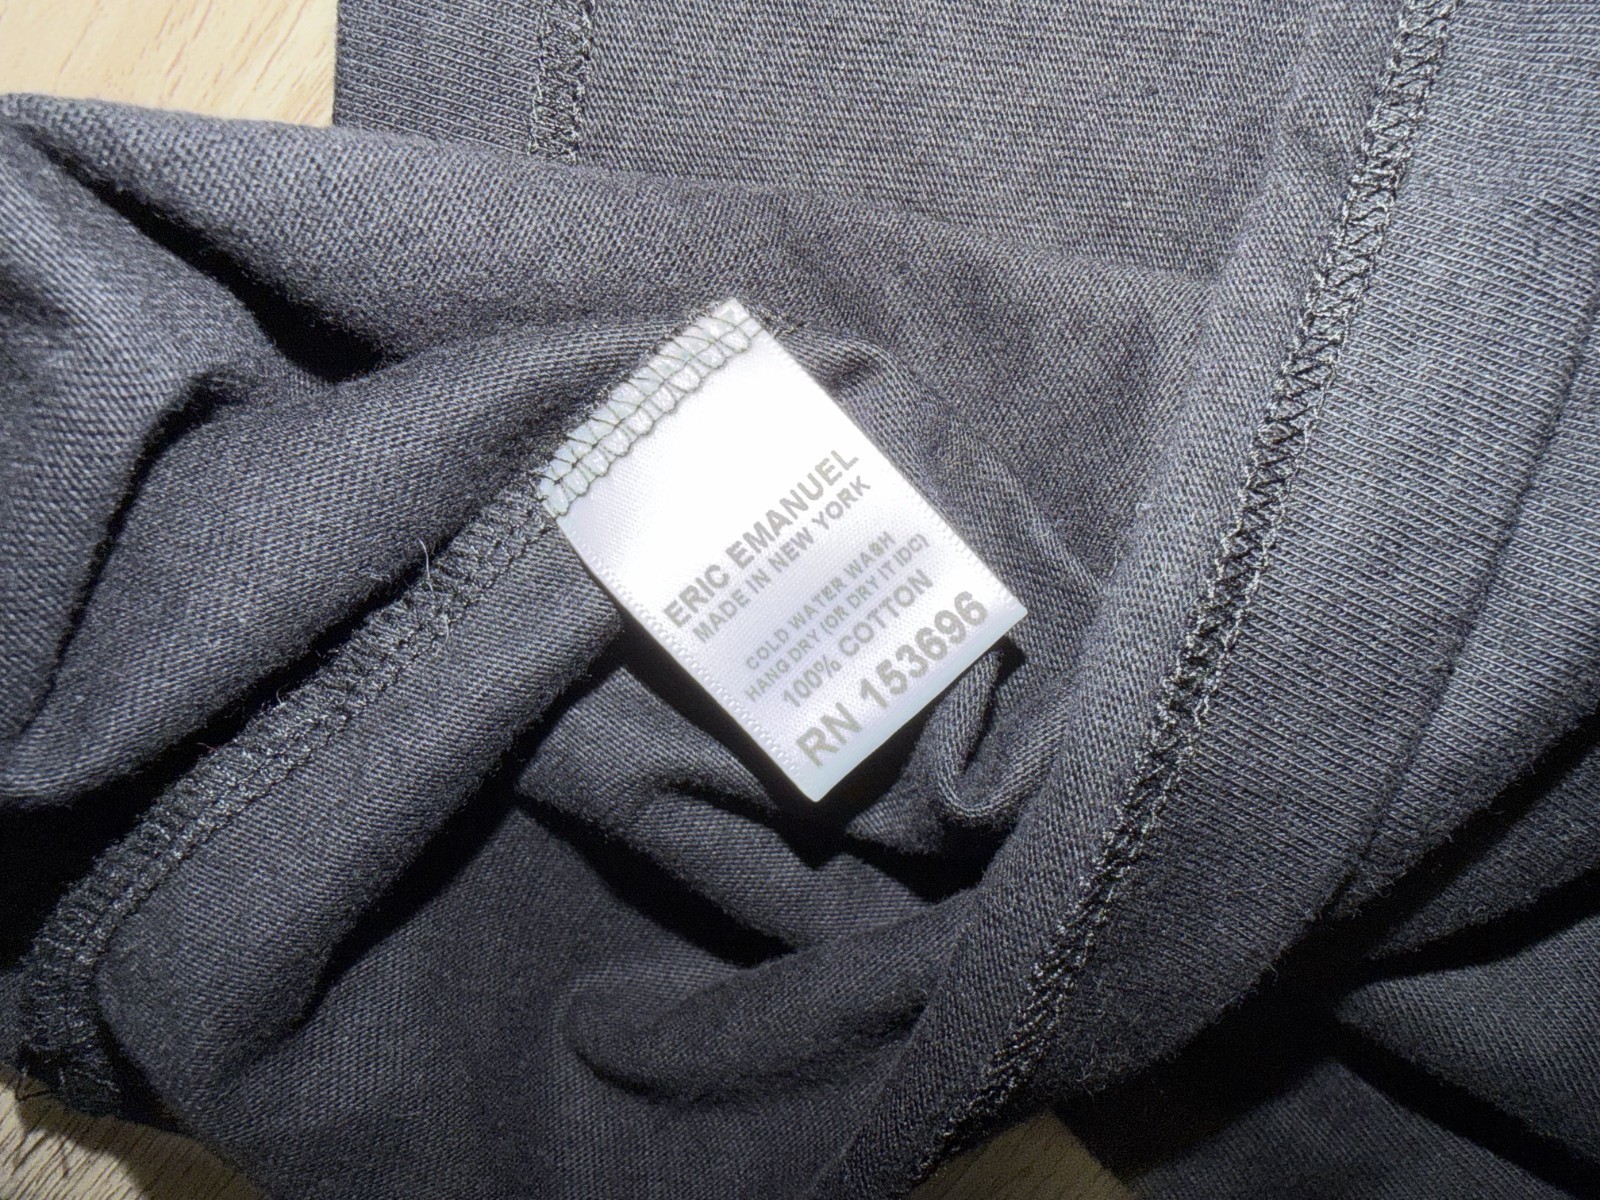 ERIC EMANUEL
MADE IN NEW YORK
COLD WATER WASH
HANG DRY (OR DRY IT IDC)
100% COTTON
RN 153696